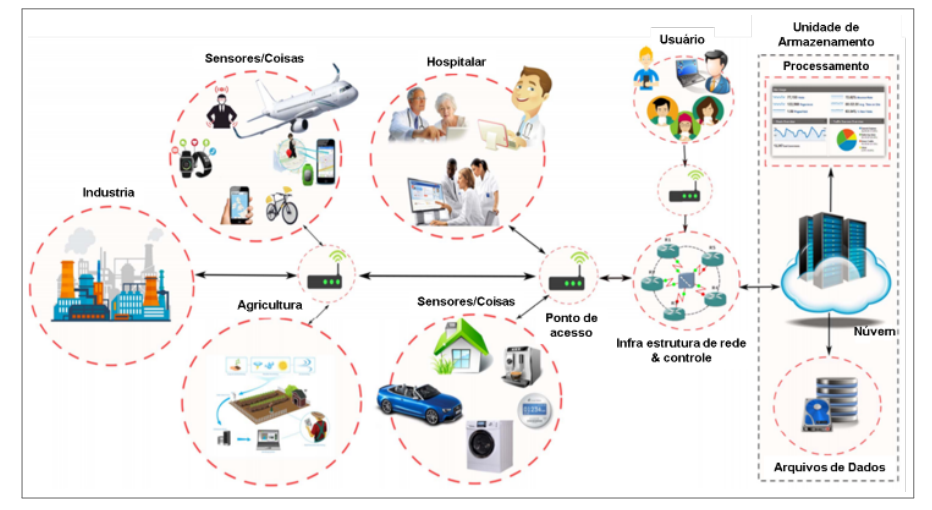 Sensores/Coisas
Hospitalar
Usuário
Unidade de
Armazenamento
Processamento
Industria
Agricultura
Sensores/Coisas
Ponto de
acesso
Infra estrutura de rede
& controle
Núvem
Arquivos de Dados